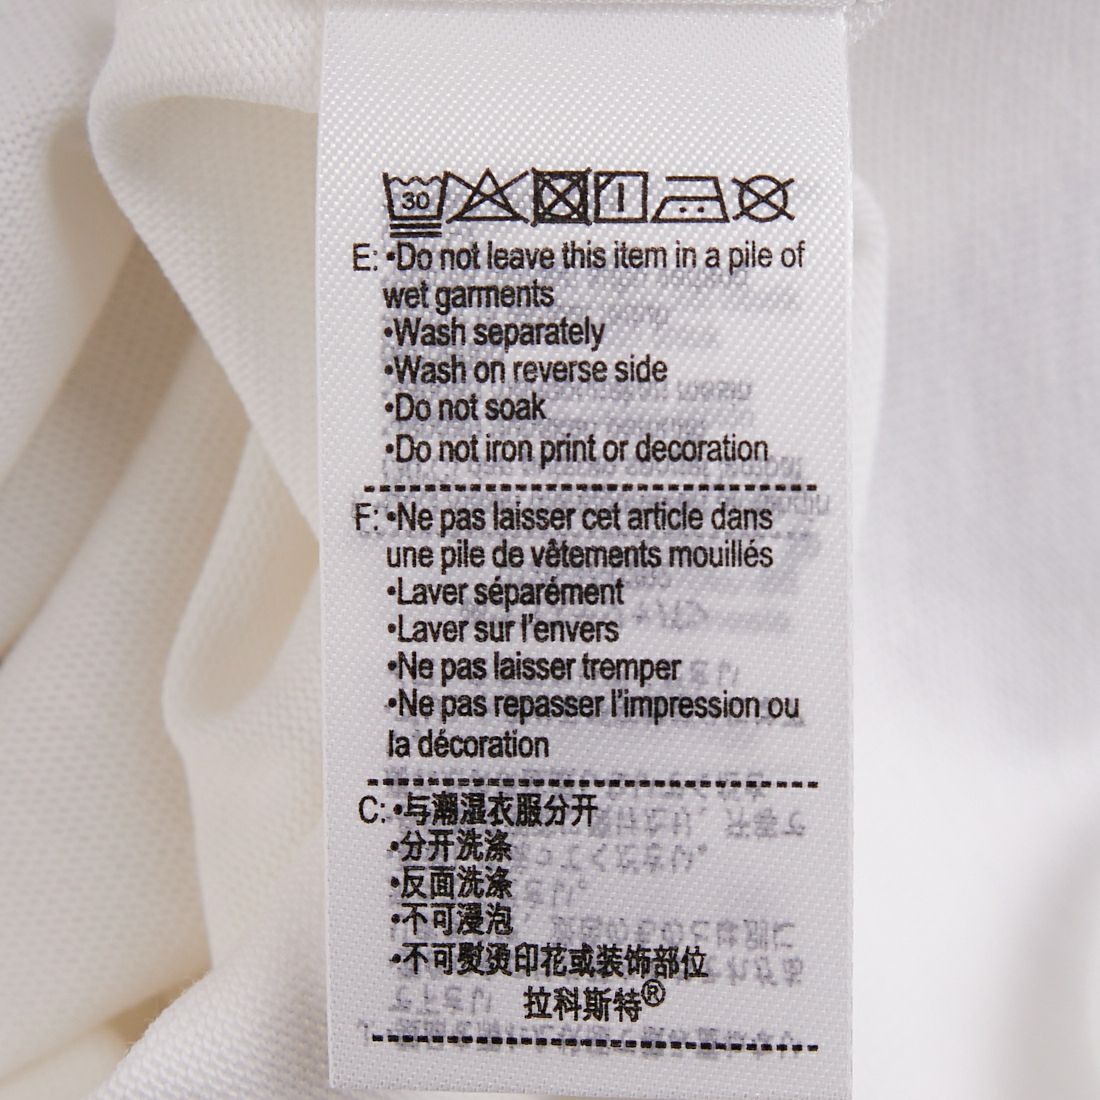 30
E: •Do not leave this item in a pile of
wet garments
•Wash separately
•Wash on reverse side
•Do not soak
•Do not iron print or decoration
F: •Ne pas laisser cet article dans
une pile de vêtements mouillés
•Laver séparément
•Laver sur l'envers
•Ne pas laisser tremper
•Ne pas repasser l'impression ou
la décoration
C: •与潮湿衣服分开
•分开洗涤
•反面洗涤
•不可浸泡
•不可熨烫印花或装饰部位
拉科斯特®